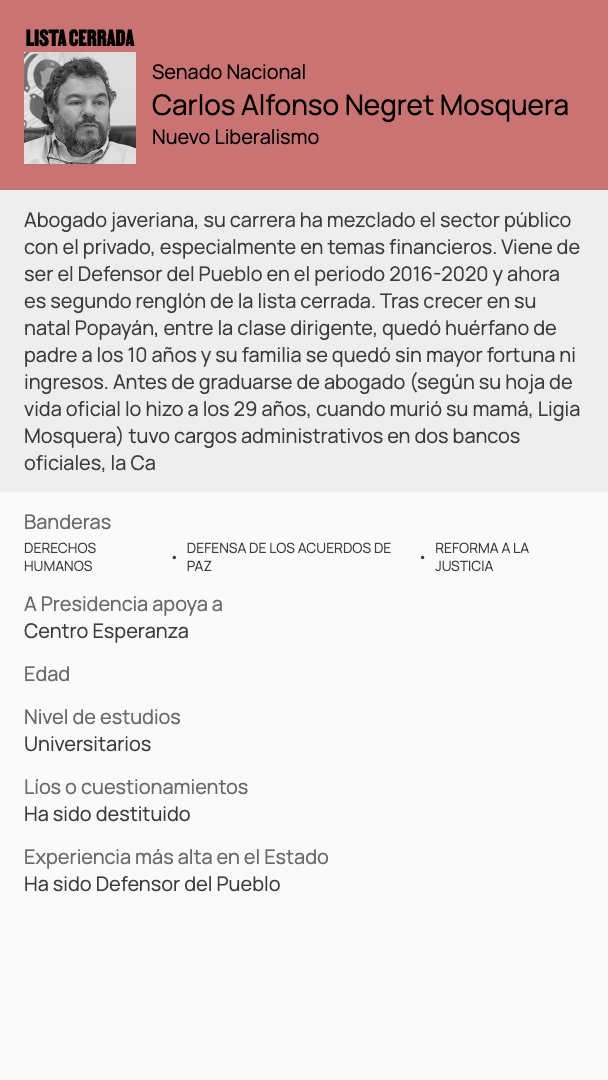 LISTA CERRADA
Senado Nacional
Carlos Alfonso Negret Mosquera
Nuevo Liberalismo
Abogado javeriana, su carrera ha mezclado el sector público
con el privado, especialmente en temas financieros. Viene de
ser el Defensor del Pueblo en el periodo 2016-2020 y ahora
es segundo renglón de la lista cerrada. Tras crecer en su
natal Popayán, entre la clase dirigente, quedó huérfano de
padre a los 10 años y su familia se quedó sin mayor fortuna ni
ingresos. Antes de graduarse de abogado (según su hoja de
vida oficial lo hizo a los 29 años, cuando murió su mamá, Ligia
Mosquera) tuvo cargos administrativos en dos bancos
oficiales, la Ca
Banderas
DERECHOS HUMANOS • DEFENSA DE LOS ACUERDOS DE PAZ • REFORMA A LA JUSTICIA
A Presidencia apoya a
Centro Esperanza
Edad
Nivel de estudios
Universitarios
Líos o cuestionamientos
Ha sido destituido
Experiencia más alta en el Estado
Ha sido Defensor del Pueblo